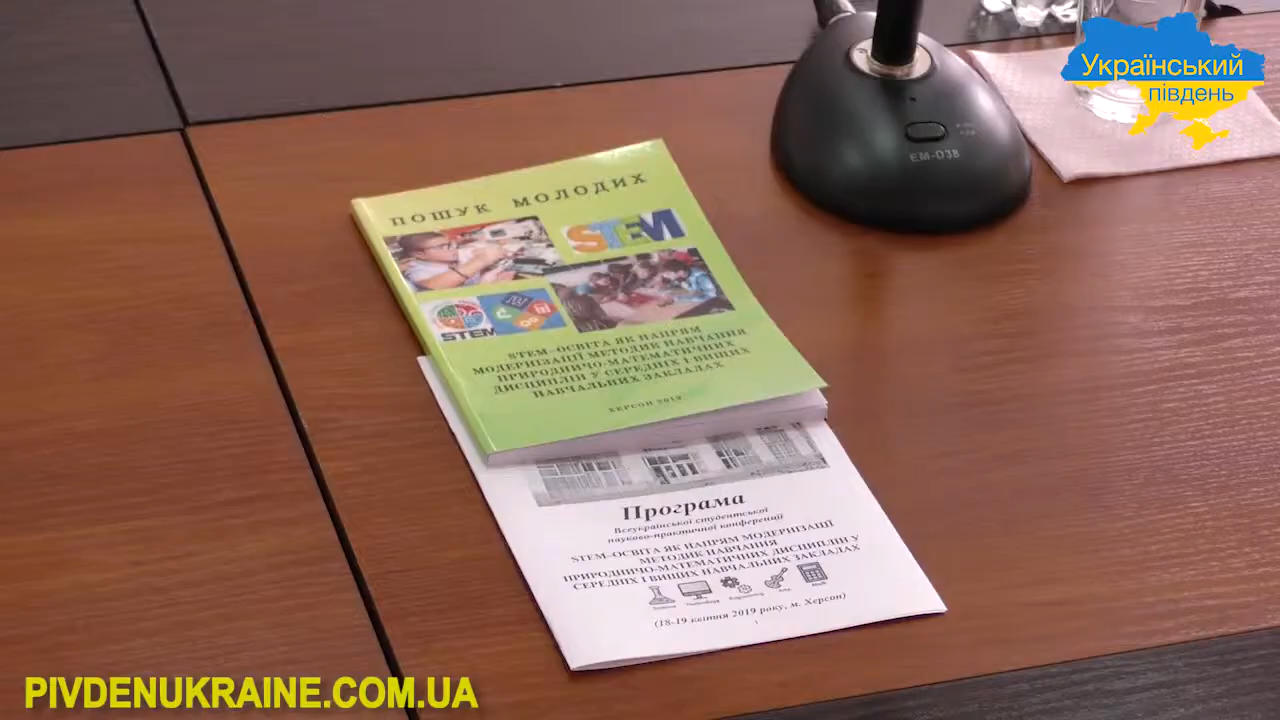 Український
південь
EM-D38
ПОШУК МОЛОДИХ
STEM
STEM
STEM–ОСВІТА ЯК НАПРЯМ
МОДЕРНІЗАЦІЇ МЕТОДИК НАВЧАННЯ
ПРИРОДНИЧО-МАТЕМАТИЧНИХ
ДИСЦИПЛІН У СЕРЕДНІХ І ВИЩИХ
НАВЧАЛЬНИХ ЗАКЛАДАХ
ХЕРСОН 2019
Програма
Всеукраїнської студентської
науково-практичної конференції
STEM–ОСВІТА ЯК НАПРЯМ МОДЕРНІЗАЦІЇ
МЕТОДИК НАВЧАННЯ
ПРИРОДНИЧО-МАТЕМАТИЧНИХ ДИСЦИПЛІН У
СЕРЕДНІХ І ВИЩИХ НАВЧАЛЬНИХ ЗАКЛАДАХ
(18-19 квітня 2019 року, м. Херсон)
PIVDENUKRAINE.COM.UA